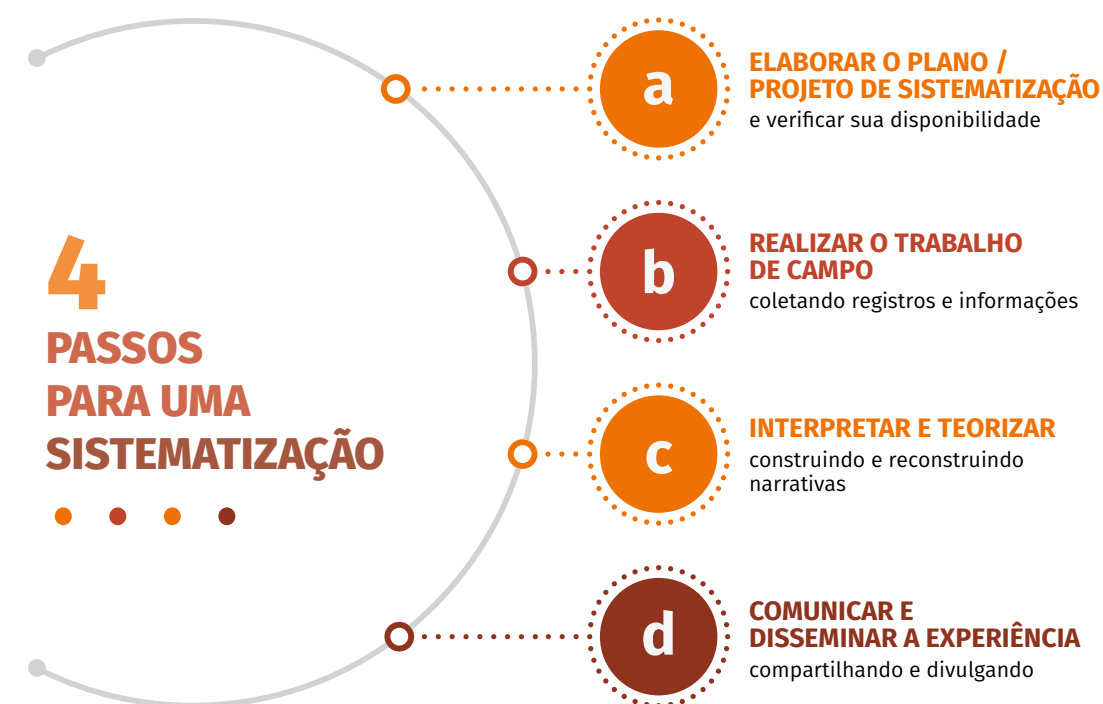 4
PASSOS
PARA UMA
SISTEMATIZAÇÃO
a
ELABORAR O PLANO /
PROJETO DE SISTEMATIZAÇÃO
e verificar sua disponibilidade
b
REALIZAR O TRABALHO
DE CAMPO
coletando registros e informações
c
INTERPRETAR E TEORIZAR
construindo e reconstruindo
narrativas
d
COMUNICAR E
DISSEMINAR A EXPERIÊNCIA
compartilhando e divulgando